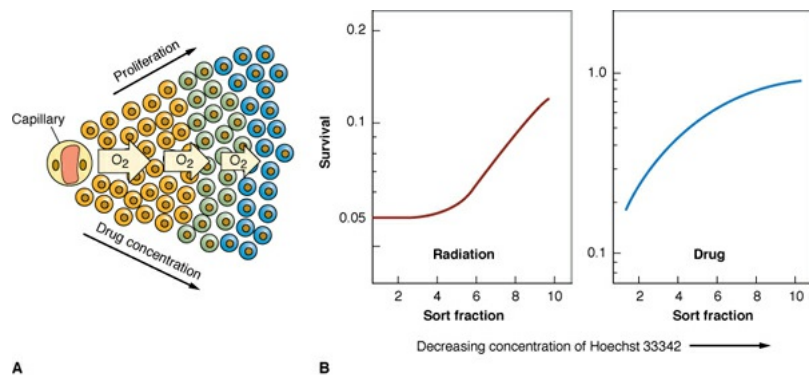 Proliferation
Capillary
O2
O2
O2
Drug concentration
A
Survival
0.2
0.1
0.05
Radiation
2
4
6
8
10
Sort fraction
1.0
0.1
Drug
2
4
6
8
10
Sort fraction
Decreasing concentration of Hoechst 33342
B